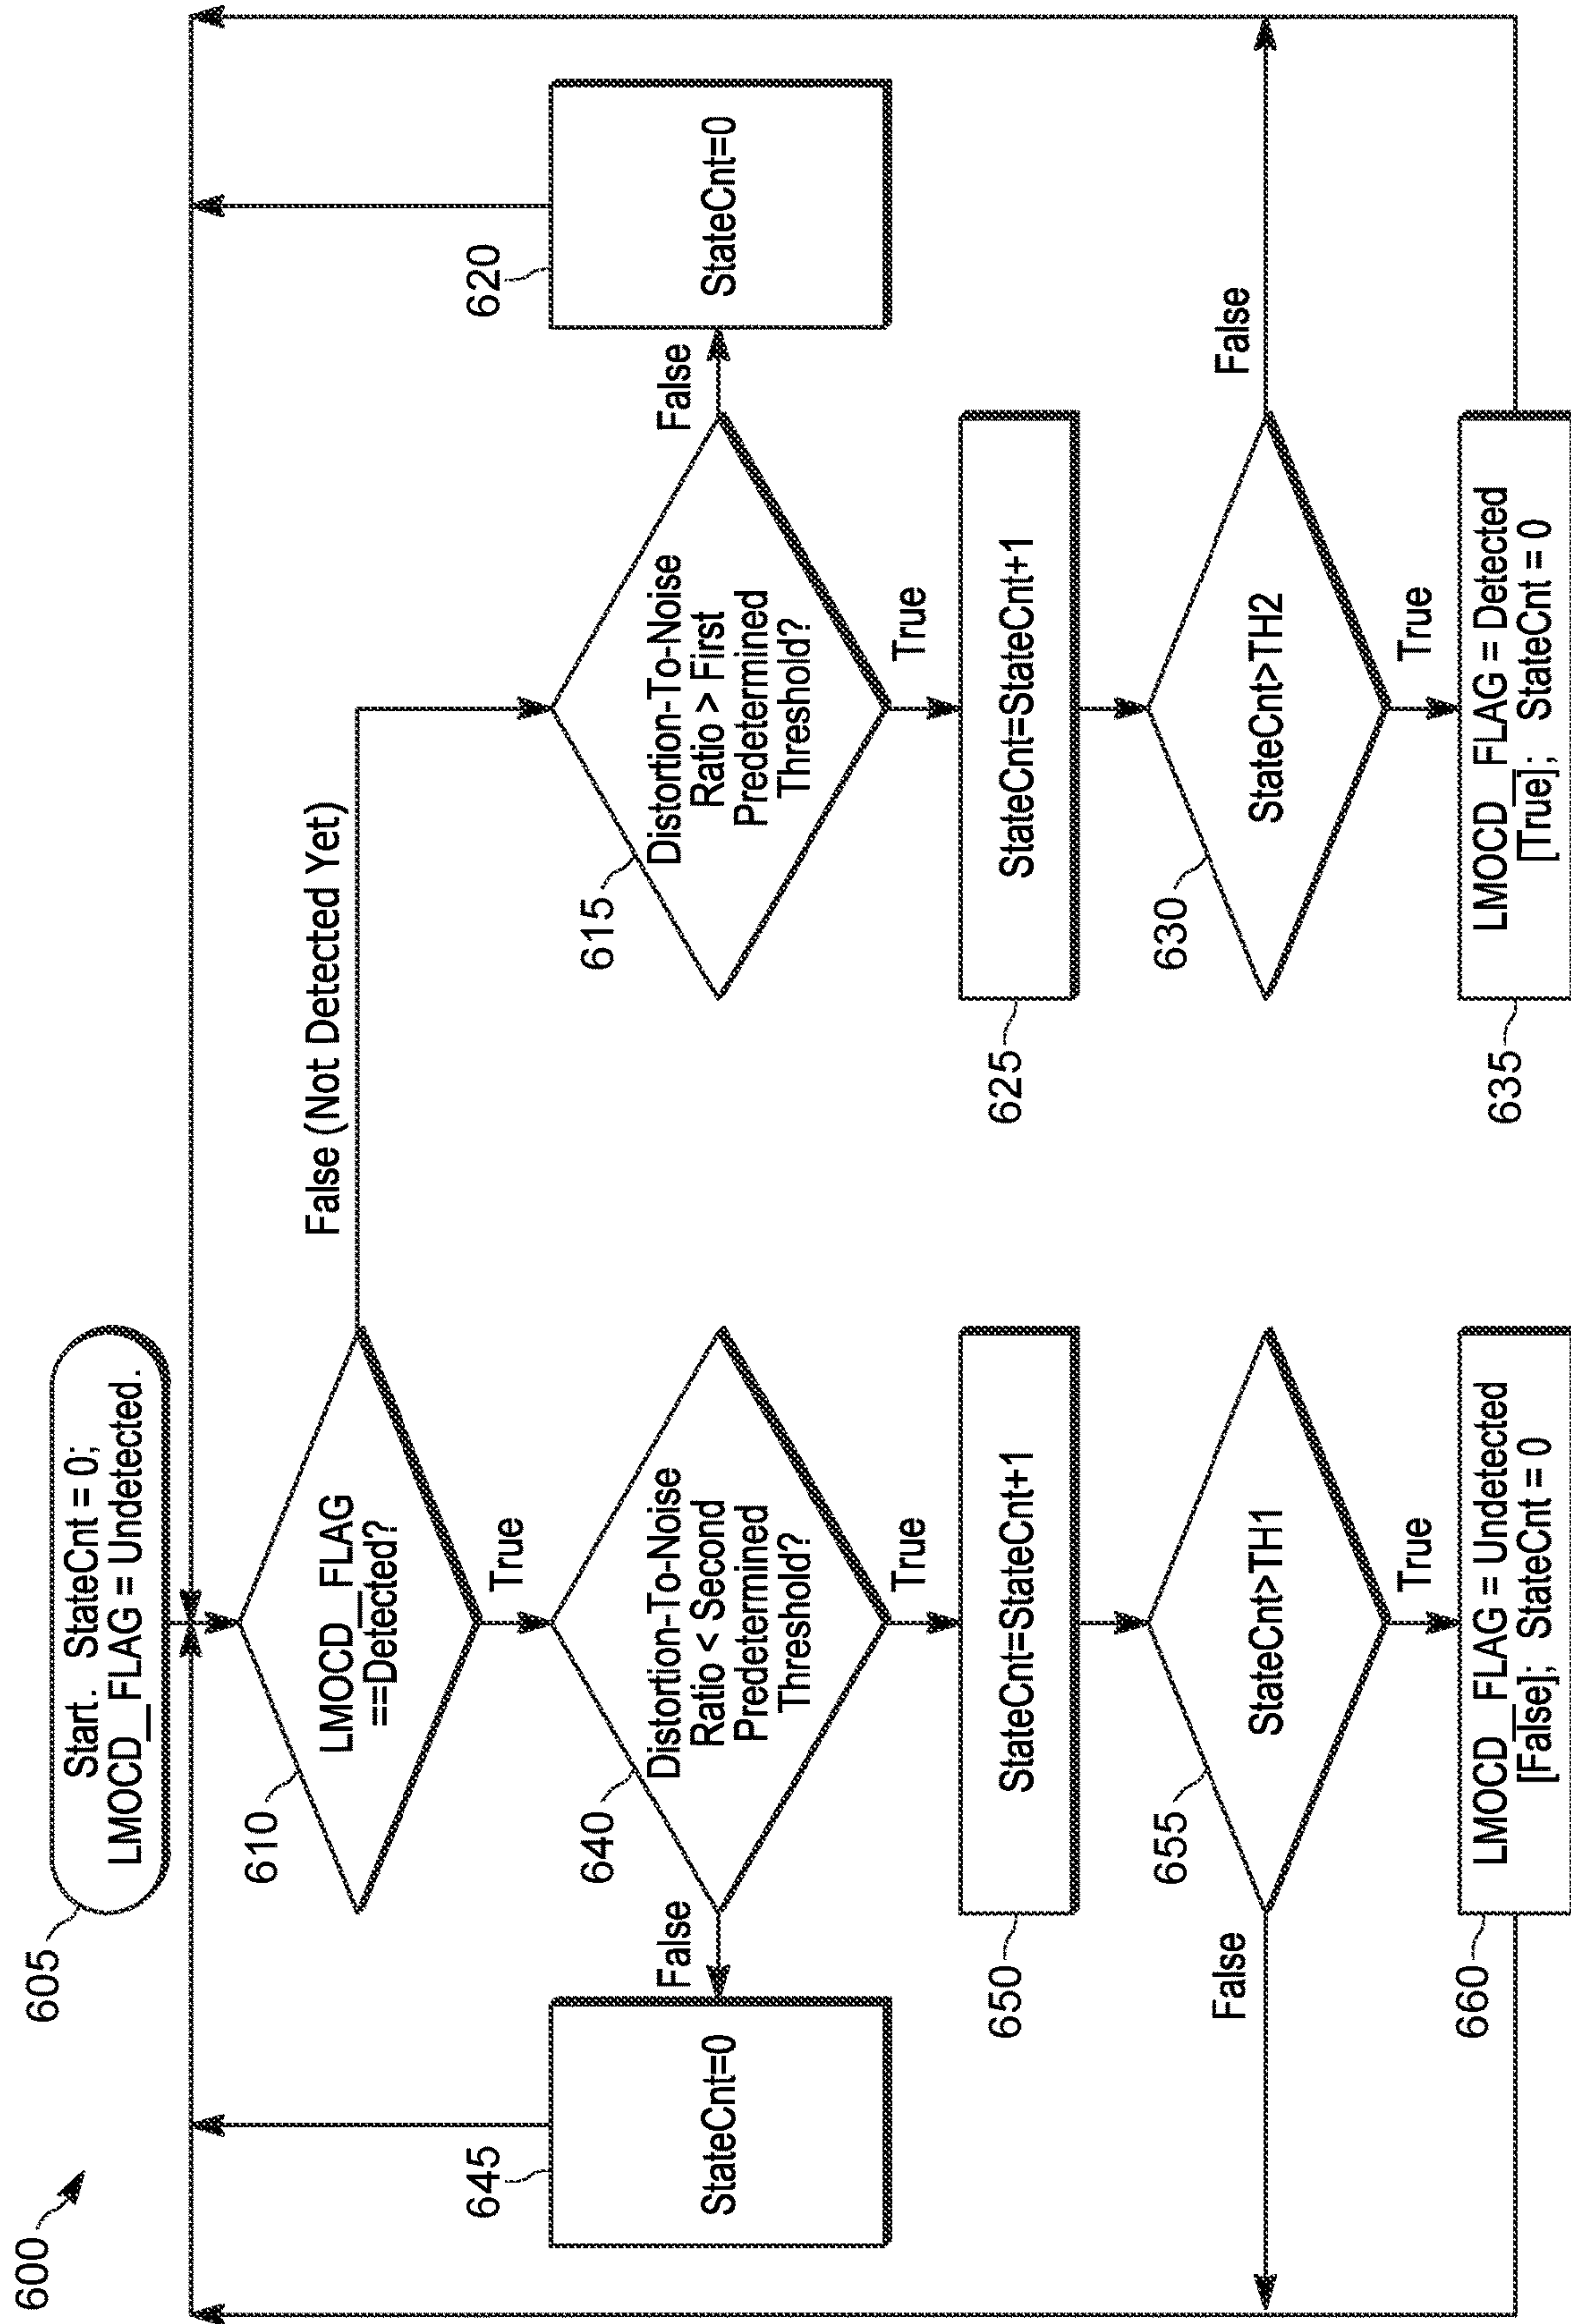 600
605
Start. StateCnt = 0;
LMOCD_FLAG = Undetected.
610
LMOCD_FLAG
==Detected?
False (Not Detected Yet)
True
640
Distortion-To-Noise
Ratio < Second
Predetermined
Threshold?
False
645
StateCnt=0
True
650
StateCnt=StateCnt+1
655
StateCnt>TH1
False
True
660
LMOCD_FLAG = Undetected
[False]; StateCnt = 0
615
Distortion-To-Noise
Ratio > First
Predetermined
Threshold?
False
620
StateCnt=0
True
625
StateCnt=StateCnt+1
630
StateCnt>TH2
False
True
635
LMOCD_FLAG = Detected
[True]; StateCnt = 0